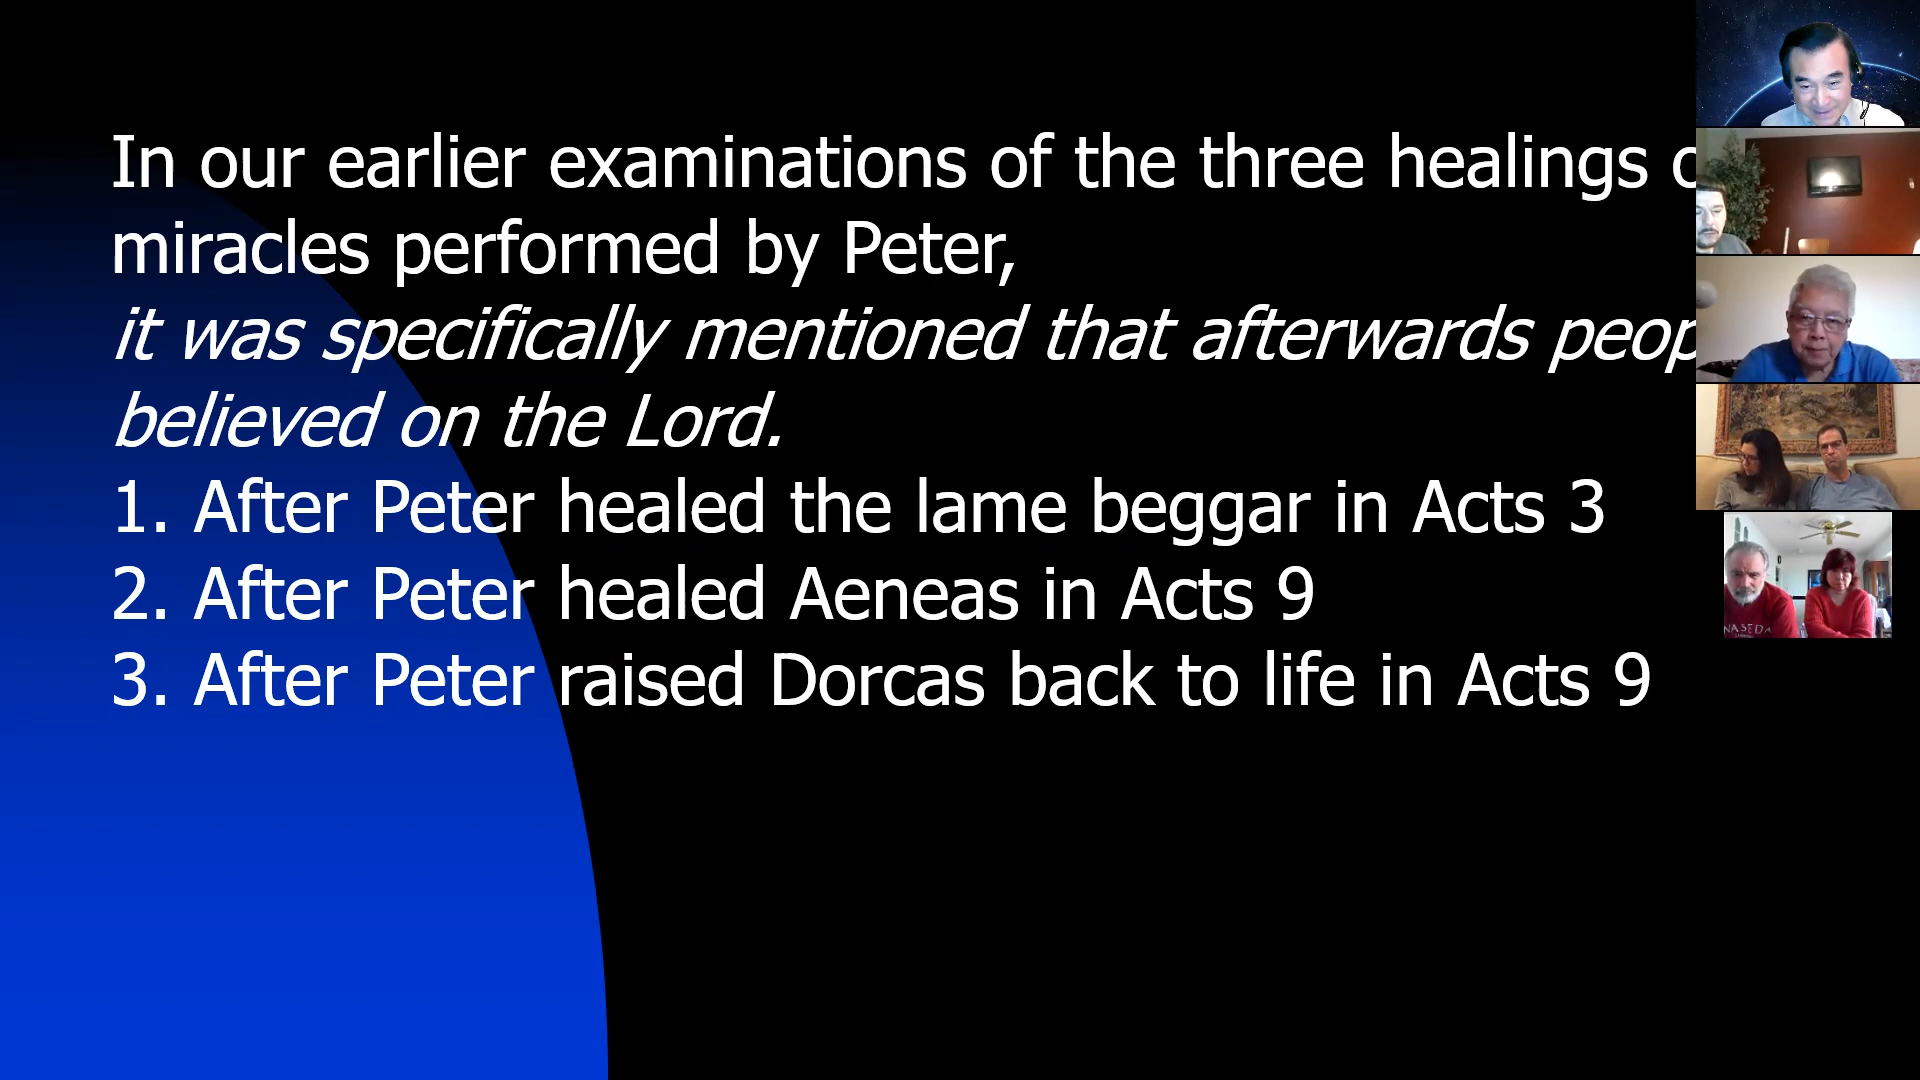 In our earlier examinations of the three healings
miracles performed by Peter,
it was specifically mentioned that afterwards
believed on the Lord.
1. After Peter healed the lame beggar in Acts 3
2. After Peter healed Aeneas in Acts 9
3. After Peter raised Dorcas back to life in Acts 9